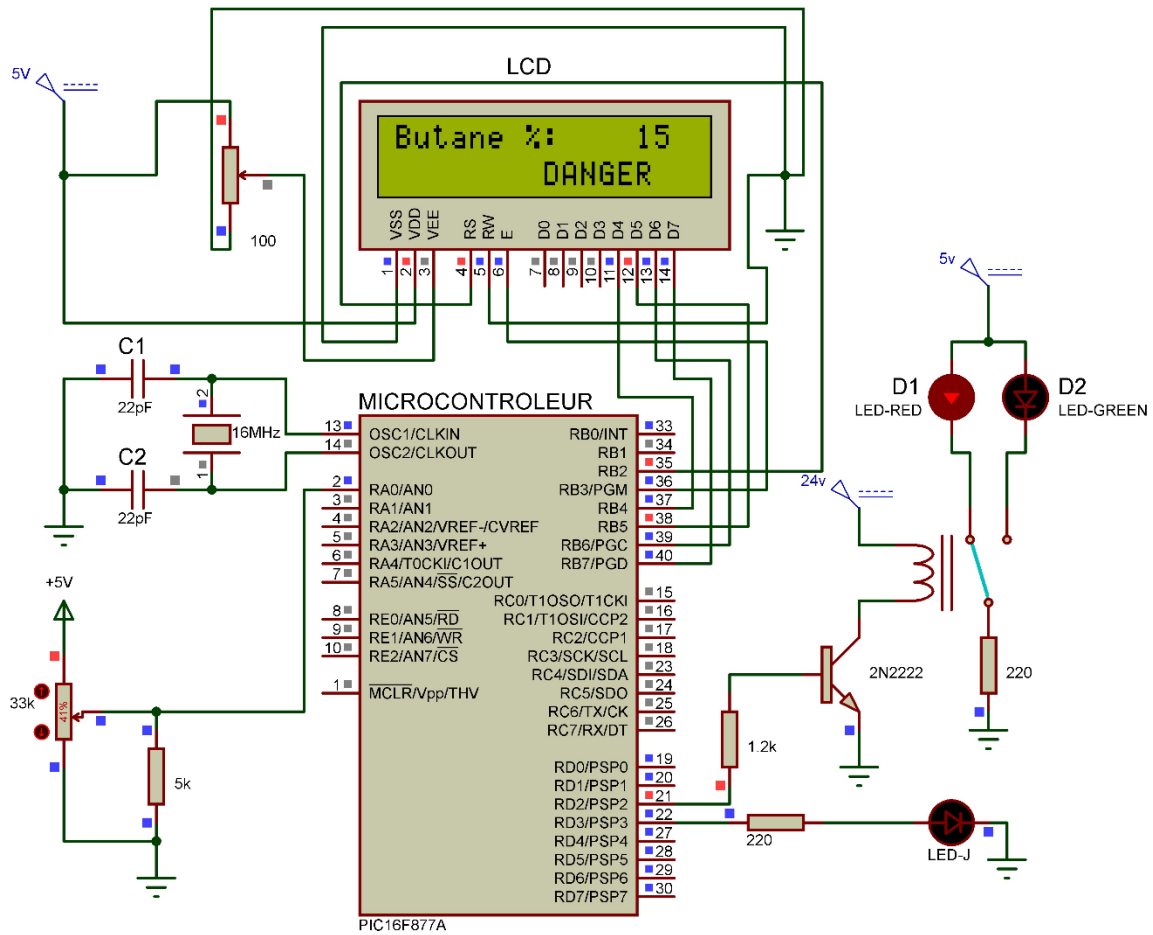 5V
LCD
Butane %: 15
DANGER
100
VSS
VDD
VEE
RS
RW
E
D0
D1
D2
D3
D4
D5
D6
D7
1
2
3
4
5
6
7
8
9
10
11
12
13
14
5v
C1
22pF
2
16MHz
1
C2
22pF
D1
LED-RED
D2
LED-GREEN
MICROCONTROLEUR
13 OSC1/CLKIN
14 OSC2/CLKOUT
2 RA0/AN0
3 RA1/AN1
4 RA2/AN2/VREF-/CVREF
5 RA3/AN3/VREF+
6 RA4/T0CKI/C1OUT
7 RA5/AN4/SS/C2OUT
8 RE0/AN5/RD
9 RE1/AN6/WR
10 RE2/AN7/CS
1 MCLR/Vpp/THV
RB0/INT 33
RB1 34
RB2 35
RB3/PGM 36
RB4 37
RB5 38
RB6/PGC 39
RB7/PGD 40
RC0/T1OSO/T1CKI 15
RC1/T1OSI/CCP2 16
RC2/CCP1 17
RC3/SCK/SCL 18
RC4/SDI/SDA 23
RC5/SDO 24
RC6/TX/CK 25
RC7/RX/DT 26
RD0/PSP0 19
RD1/PSP1 20
RD2/PSP2 21
RD3/PSP3 22
RD4/PSP4 27
RD5/PSP5 28
RD6/PSP6 29
RD7/PSP7 30
PIC16F877A
+5V
33k
41%
5k
24v
2N2222
220
1.2k
220
LED-J